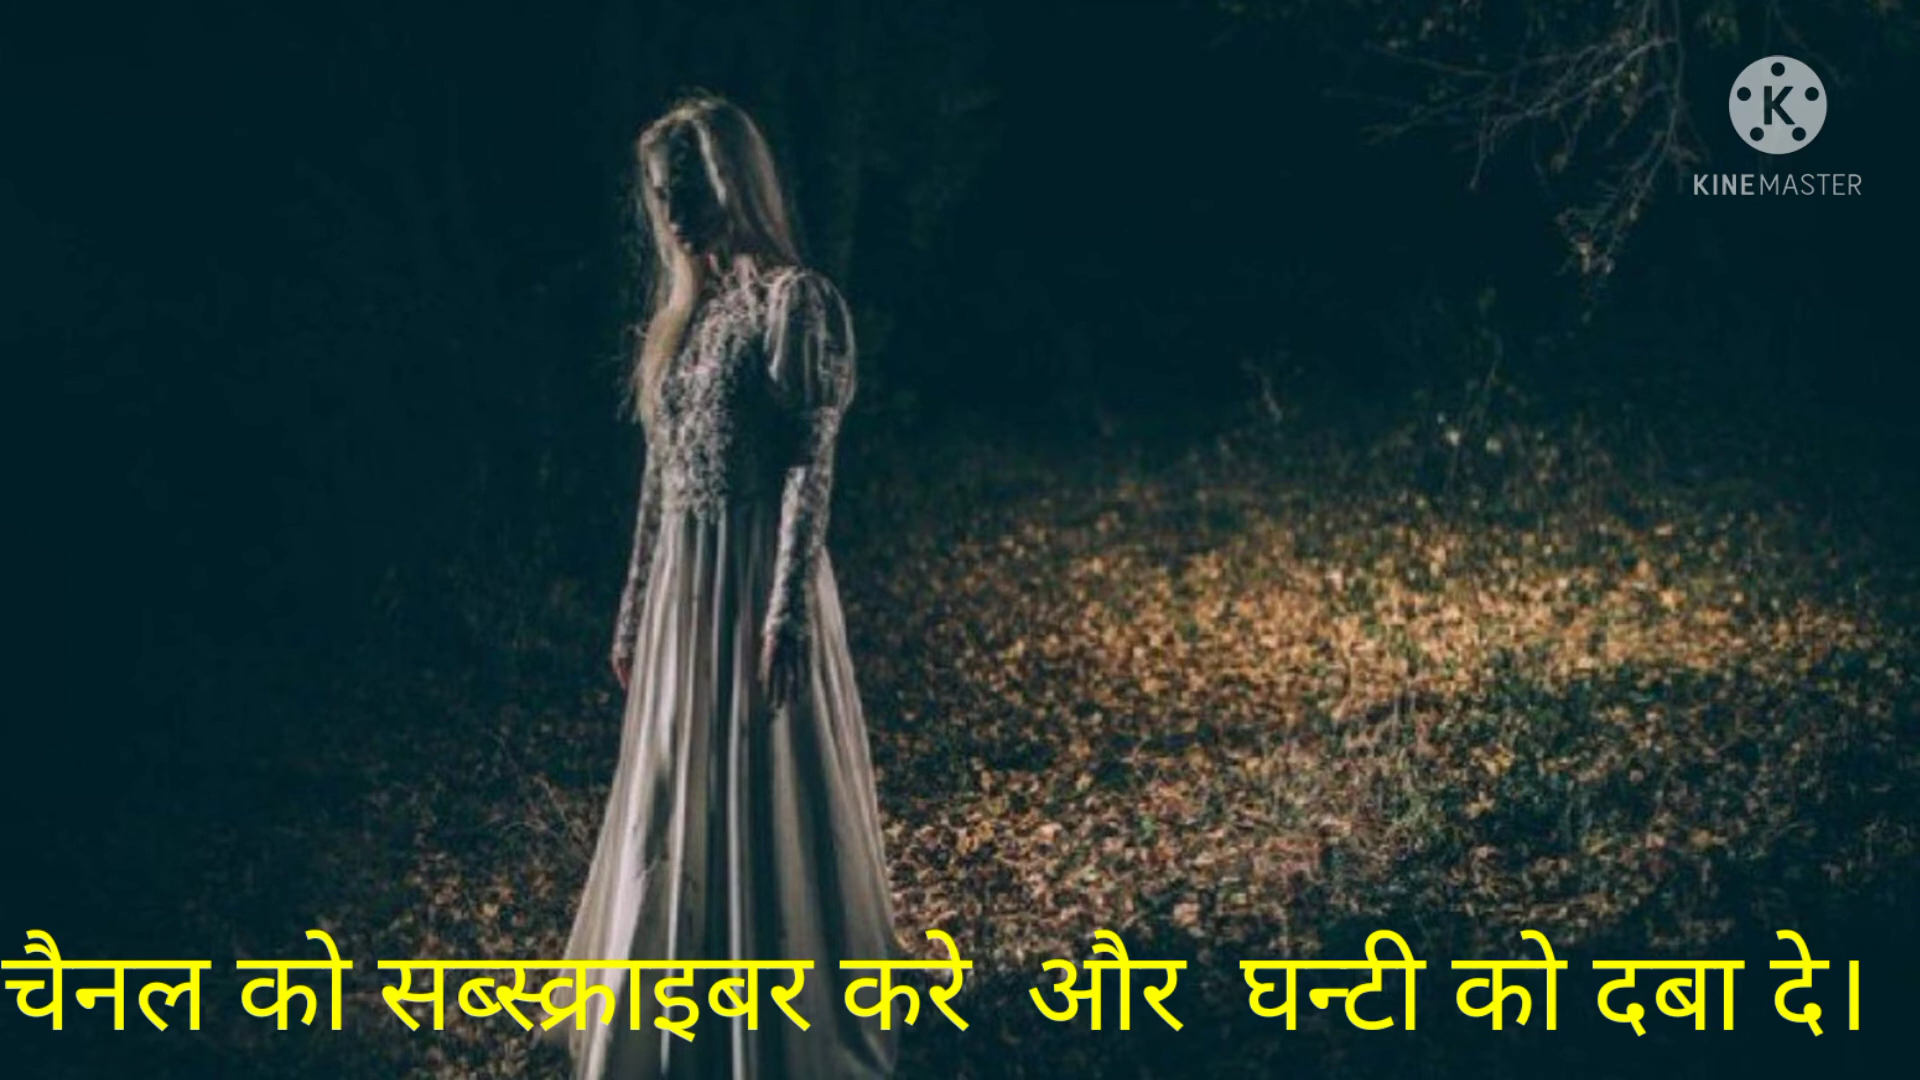 K
KINEMASTER
चैनल को सब्स्क्राइबर करे और घन्टी को दबा दे।